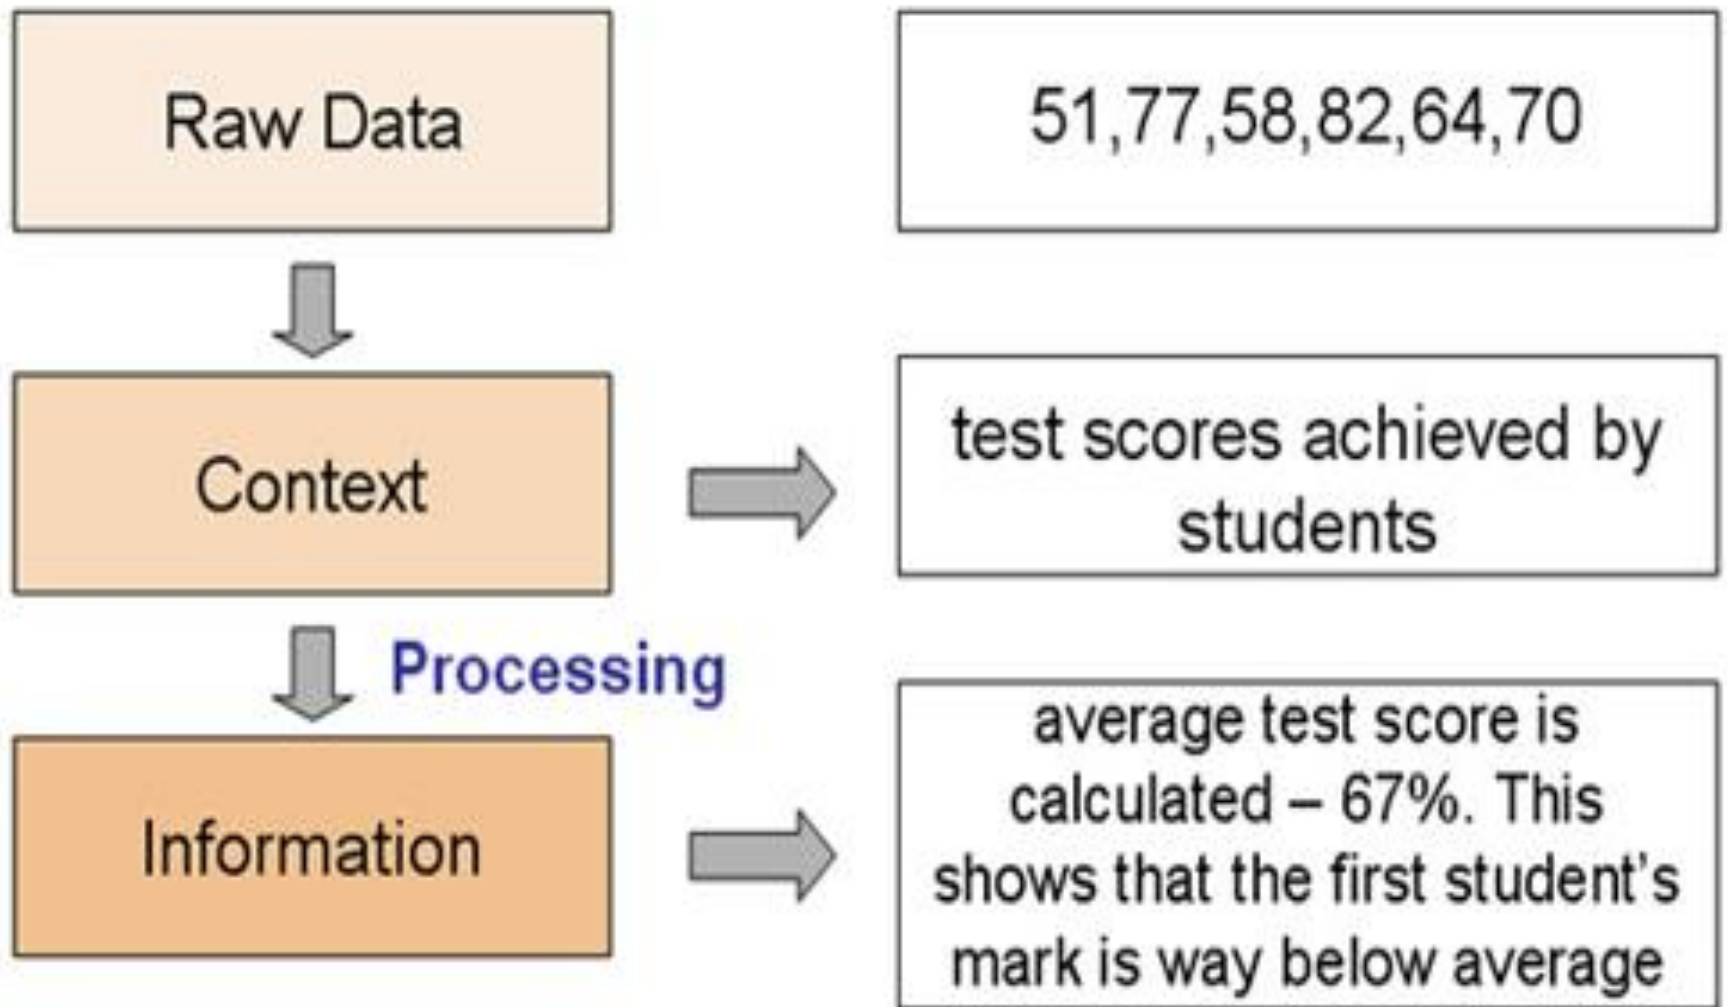 Raw Data
51,77,58,82,64,70
Context
test scores achieved by
students
Processing
Information
average test score is
calculated – 67%. This
shows that the first student's
mark is way below average